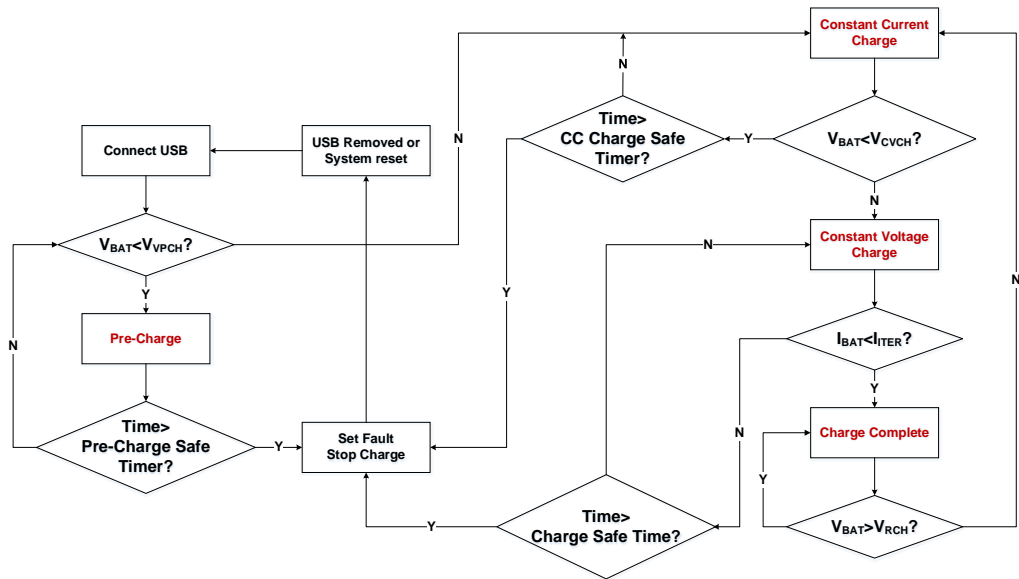 Constant Current
Charge
N
Time>
CC Charge Safe
Timer?
Y
V_BAT<V_CVCH?
N
Connect USB
USB Removed or
System reset
N
V_BAT<V_VPCH?
Y
N
Pre-Charge
Time>
Pre-Charge Safe
Timer?
Y
Set Fault
Stop Charge
Y
Constant Voltage
Charge
N
I_BAT<I_ITER?
Y
N
N
Charge Complete
Y
V_BAT>V_RCH?
Time>
Charge Safe Time?
Y